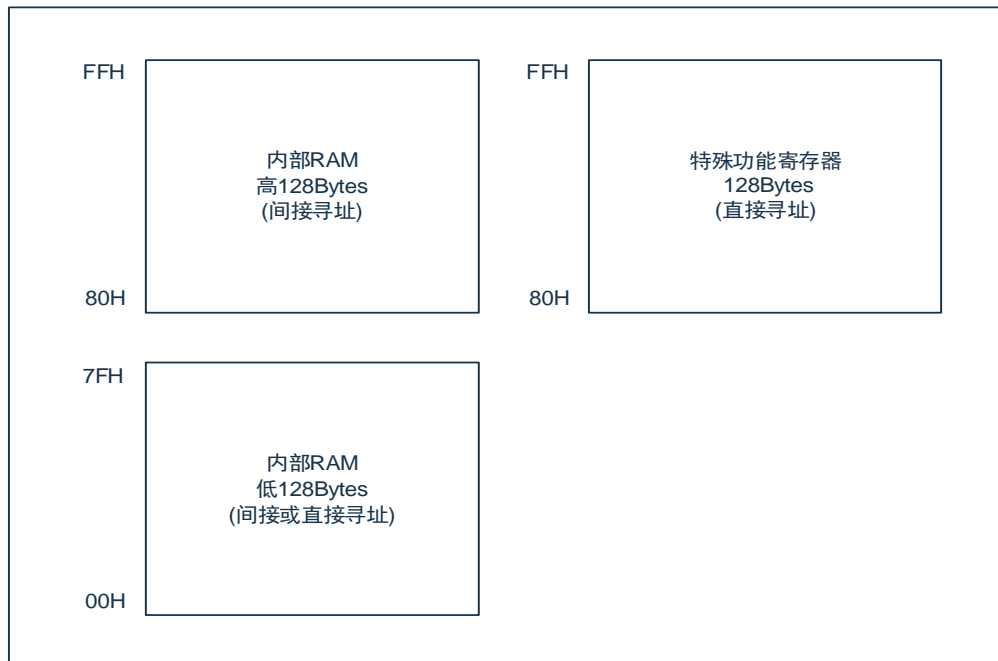 FFH
内部RAM
高128Bytes
(间接寻址)
80H
FFH
特殊功能寄存器
128Bytes
(直接寻址)
80H
7FH
内部RAM
低128Bytes
(间接或直接寻址)
00H